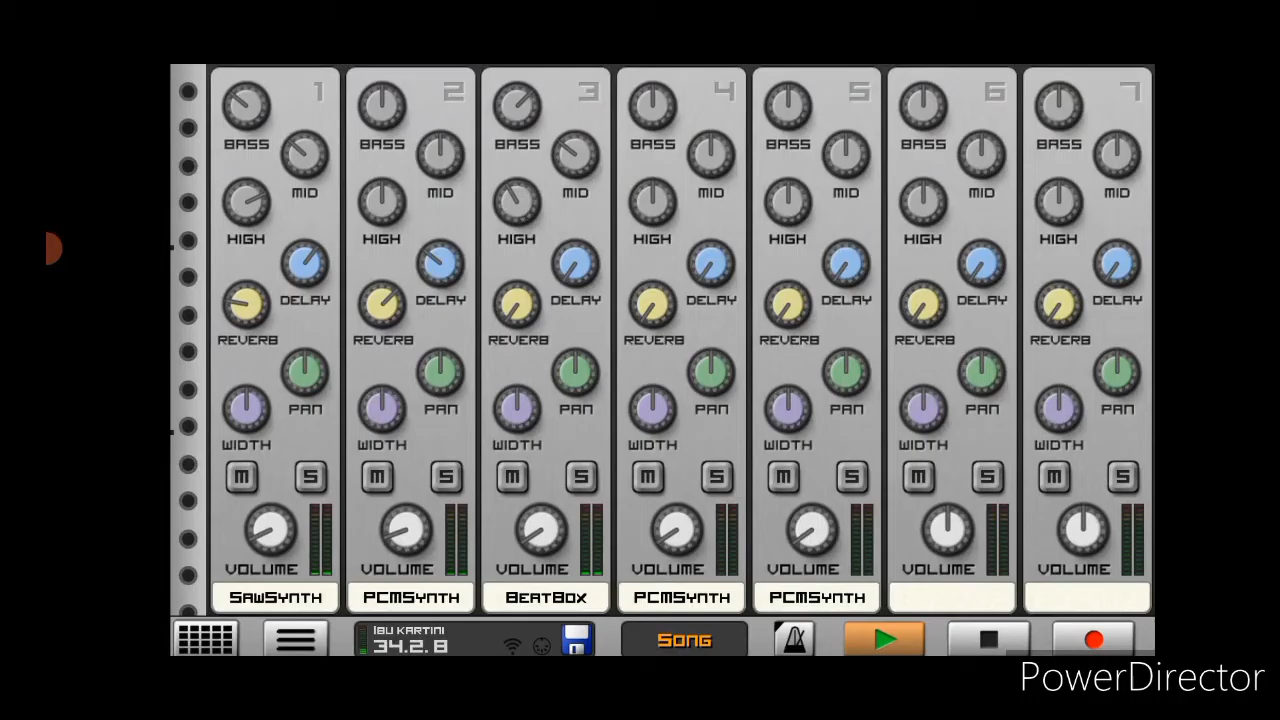 1 2 3 4 5 6 7
BASS BASS BASS BASS BASS BASS BASS
MID MID MID MID MID MID MID
HIGH HIGH HIGH HIGH HIGH HIGH HIGH
DELAY DELAY DELAY DELAY DELAY DELAY DELAY
REVERB REVERB REVERB REVERB REVERB REVERB REVERB
PAN PAN PAN PAN PAN PAN PAN
WIDTH WIDTH WIDTH WIDTH WIDTH WIDTH WIDTH
M S M S M S M S M S M S M S
VOLUME VOLUME VOLUME VOLUME VOLUME VOLUME VOLUME
SAWSYNTH PCMSYNTH BEATBOX PCMSYNTH PCMSYNTH
IBU KARTINI
34.2.8 SONG
PowerDirector